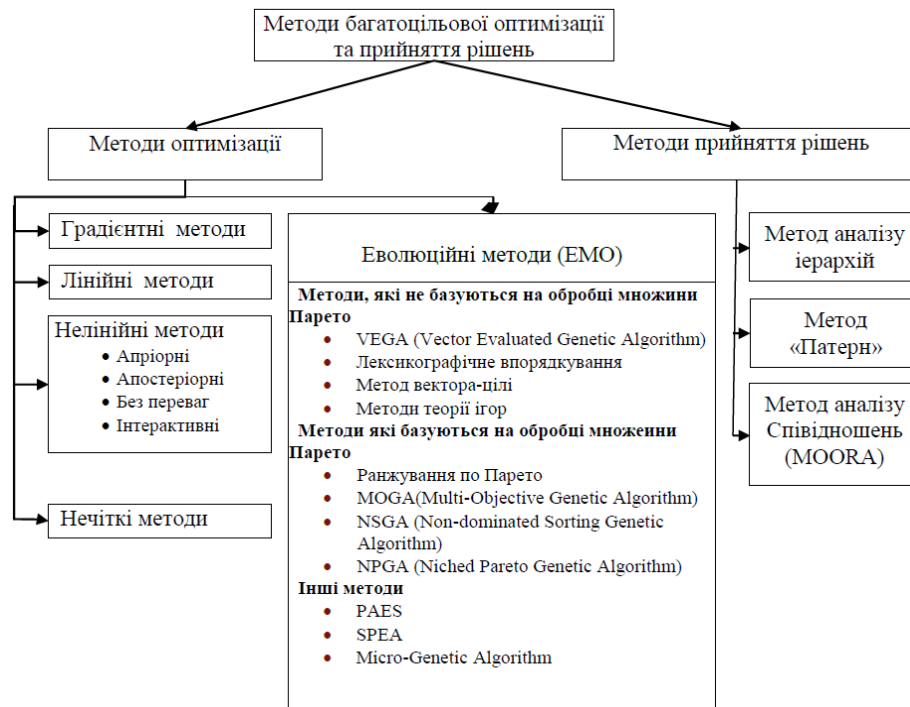 Методи багатоцільової оптимізації
та прийняття рішень
Методи оптимізації
Методи прийняття рішень
Градієнтні методи
Лінійні методи
Нелінійні методи
• Апріорні
• Апостеріорні
• Без переваг
• Інтерактивні
Нечіткі методи
Еволюційні методи (ЕМО)
Методи, які не базуються на обробці множини
Парето
• VEGA (Vector Evaluated Genetic Algorithm)
• Лексикографічне впорядкування
• Метод вектора-цілі
• Методи теорії ігор
Методи які базуються на обробці множеини
Парето
• Ранжування по Парето
• MOGA(Multi-Objective Genetic Algorithm)
• NSGA (Non-dominated Sorting Genetic
Algorithm)
• NPGA (Niched Pareto Genetic Algorithm)
Інші методи
• PAES
• SPEA
• Micro-Genetic Algorithm
Метод аналізу
ієрархій
Метод
«Патерн»
Метод аналізу
Співідношень
(MOORA)